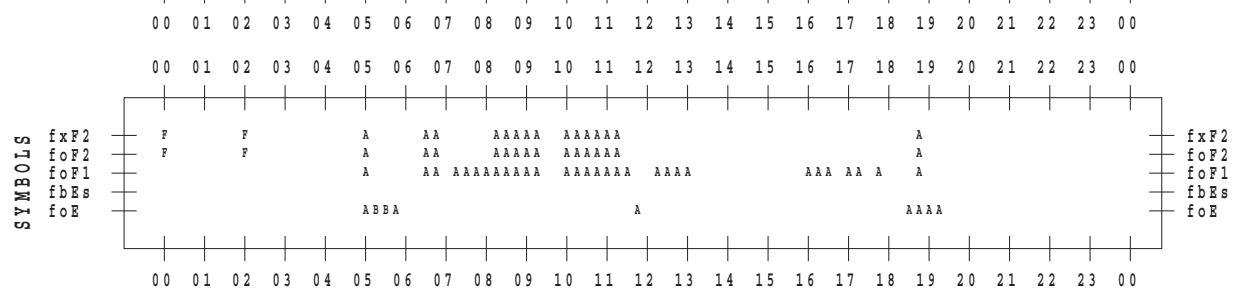 00 01 02 03 04 05 06 07 08 09 10 11 12 13 14 15 16 17 18 19 20 21 22 23 00
00 01 02 03 04 05 06 07 08 09 10 11 12 13 14 15 16 17 18 19 20 21 22 23 00
SYMBOLS
fxF2 F F A AA AAAAA AAAAAA A fxF2
foF2 F F A AA AAAAA AAAAAA A foF2
foF1 A AA AAAAAAAAA AAAAAAA AAAA AAA AA A A foF1
fbEs fbEs
foE ABBA A AAAA foE
00 01 02 03 04 05 06 07 08 09 10 11 12 13 14 15 16 17 18 19 20 21 22 23 00